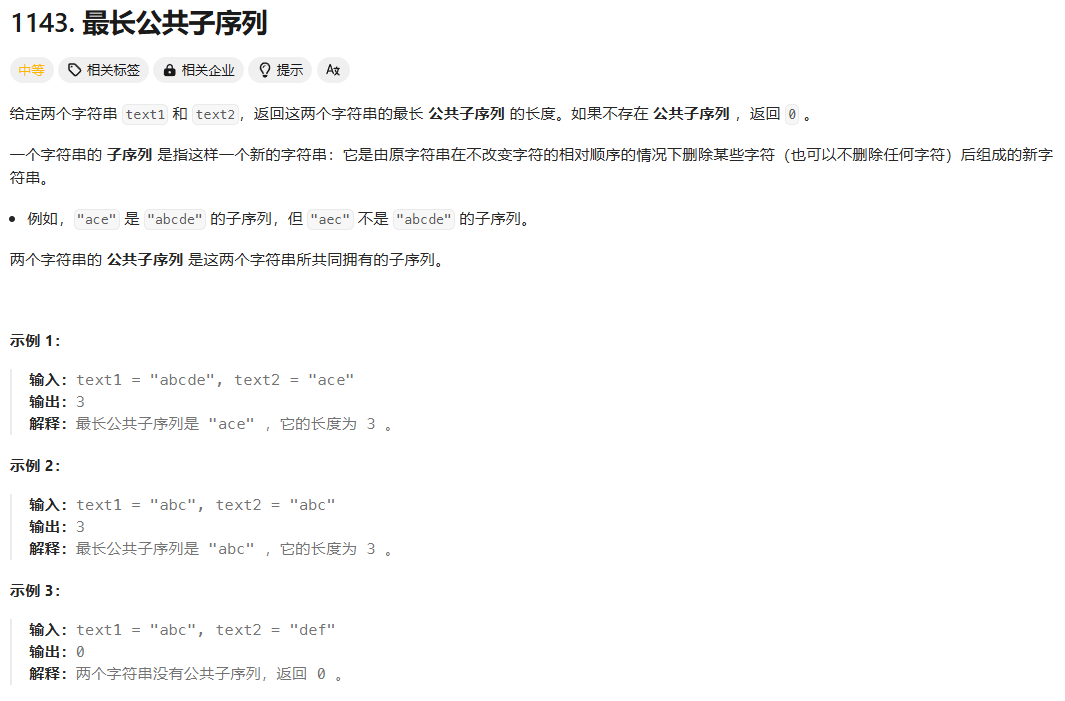 1143. 最长公共子序列
中等 相关标签 相关企业 提示
给定两个字符串 text1 和 text2，返回这两个字符串的最长 公共子序列 的长度。如果不存在 公共子序列 ，返回 0 。
一个字符串的 子序列 是指这样一个新的字符串：它是由原字符串在不改变字符的相对顺序的情况下删除某些字符（也可以不删除任何字符）后组成的新字
符串。
• 例如，"ace" 是 "abcde" 的子序列，但 "aec" 不是 "abcde" 的子序列。
两个字符串的 公共子序列 是这两个字符串所共同拥有的子序列。
示例 1：
输入：text1 = "abcde", text2 = "ace"
输出：3
解释：最长公共子序列是 "ace" ，它的长度为 3 。
示例 2：
输入：text1 = "abc", text2 = "abc"
输出：3
解释：最长公共子序列是 "abc" ，它的长度为 3 。
示例 3：
输入：text1 = "abc", text2 = "def"
输出：0
解释：两个字符串没有公共子序列，返回 0 。